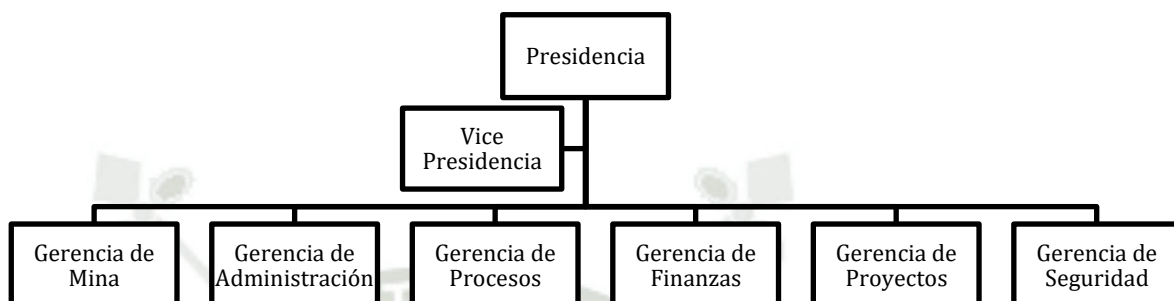 Presidencia
Vice
Presidencia
Gerencia de
Mina
Gerencia de
Administración
Gerencia de
Procesos
Gerencia de
Finanzas
Gerencia de
Proyectos
Gerencia de
Seguridad